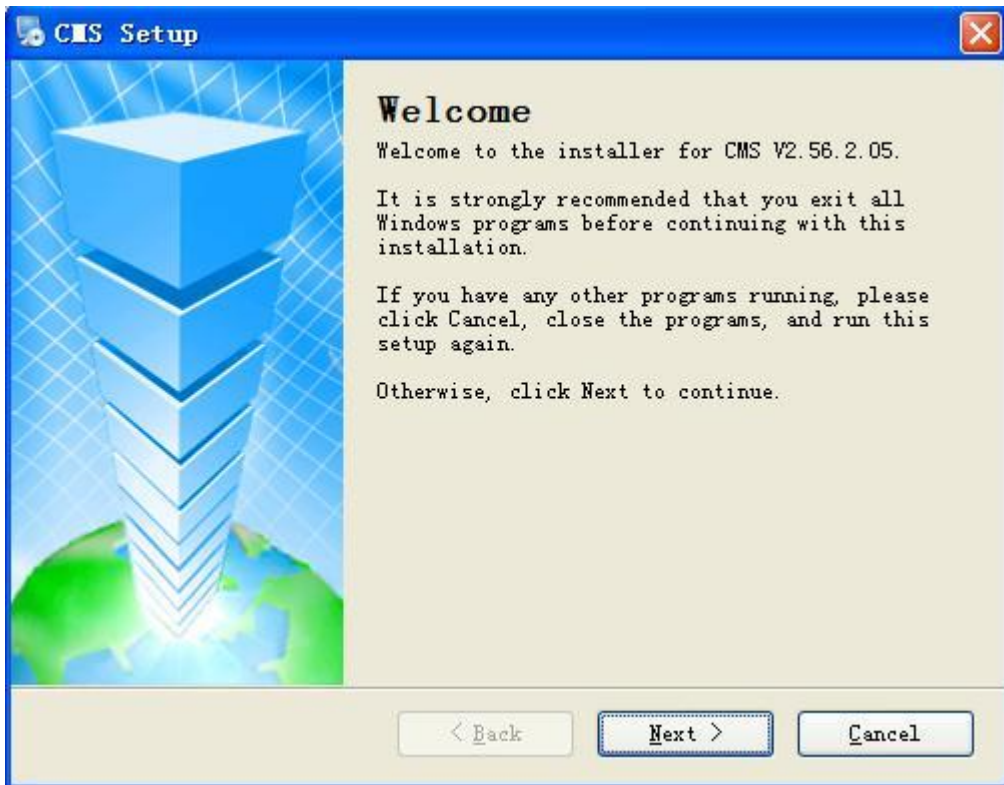 CMS Setup
Welcome
Welcome to the installer for CMS V2.56.2.05.
It is strongly recommended that you exit all
Windows programs before continuing with this
installation.
If you have any other programs running, please
click Cancel, close the programs, and run this
setup again.
Otherwise, click Next to continue.
< Back
Next >
Cancel